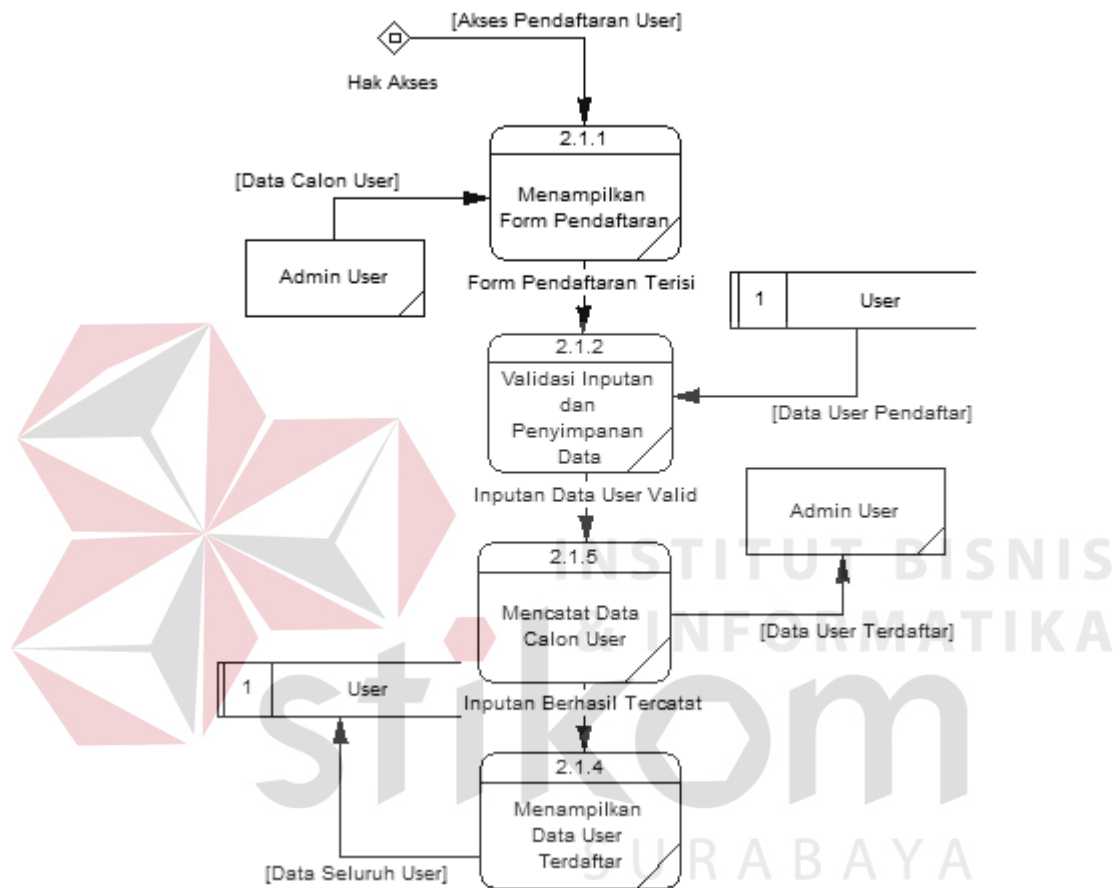 [Akses Pendaftaran User]
Hak Akses
2.1.1
Menampilkan
Form Pendaftaran
[Data Calon User]
Admin User
Form Pendaftaran Terisi
1
User
2.1.2
Validasi Inputan
dan
Penyimpanan
Data
[Data User Pendaftar]
Inputan Data User Valid
Admin User
2.1.5
Mencatat Data
Calon User
[Data User Terdaftar]
1
User
Inputan Berhasil Tercatat
2.1.4
Menampilkan
Data User
Terdaftar
[Data Seluruh User]
INSTITUT BISNIS
& INFORMATIKA
stikom
SURABAYA